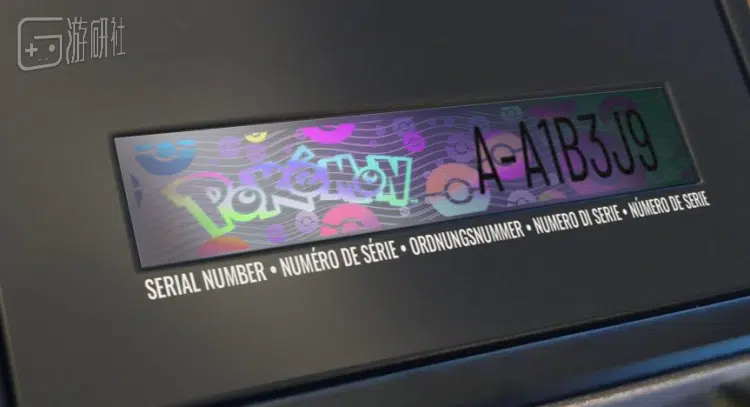 游研社
POKÉMON
A-A1B3J9
SERIAL NUMBER • NUMÉRO DE SÉRIE • ORDNUNGSNUMMER • NUMERO DI SERIE • NÚMERO DE SERIE